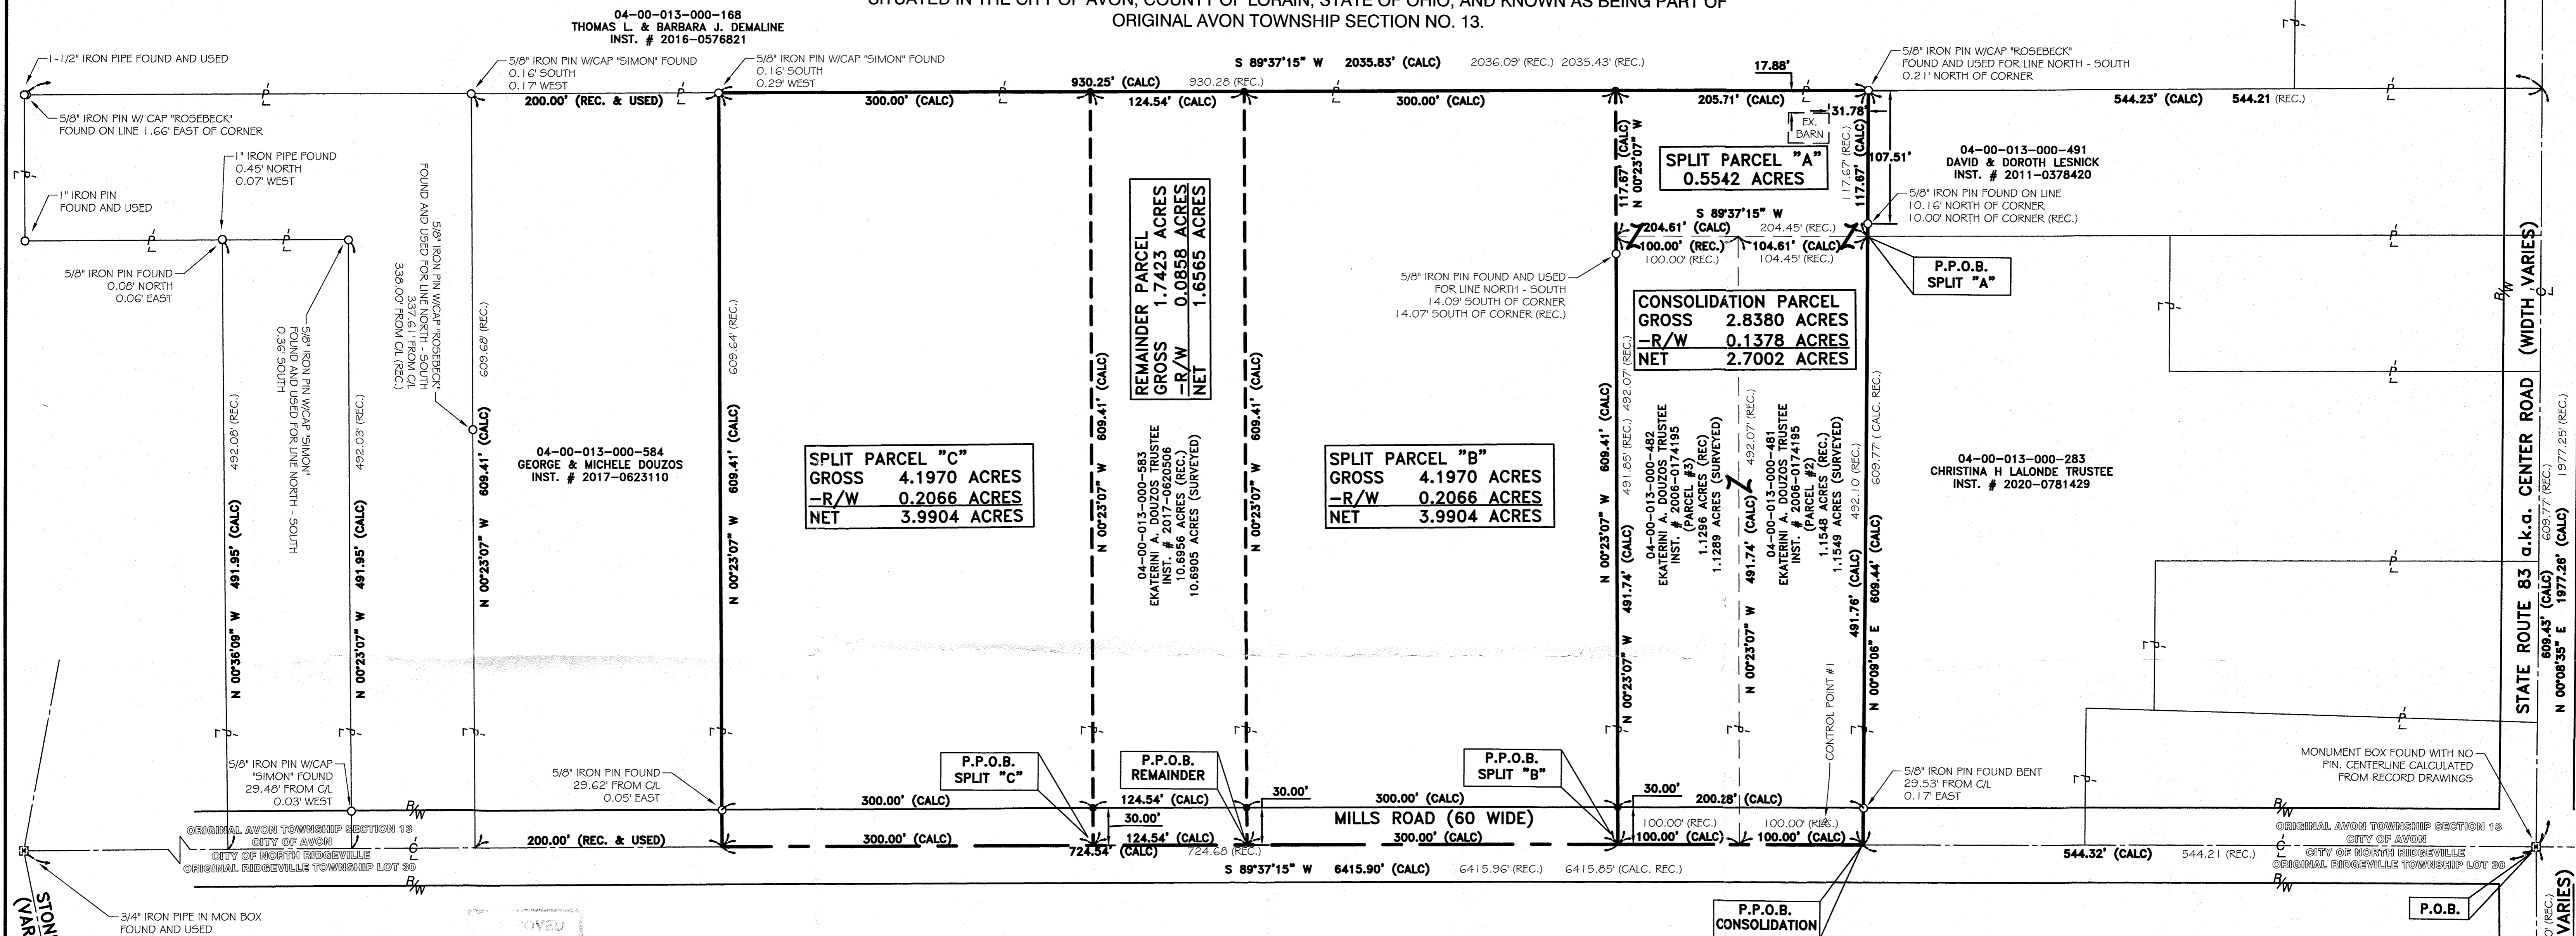 SITUATED IN THE CITY OF AVON, COUNTY OF LORAIN, STATE OF OHIO, AND KNOWN AS BEING PART OF
ORIGINAL AVON TOWNSHIP SECTION NO. 13.
04-00-013-000-168
THOMAS L. & BARBARA J. DEMALINE
INST. # 2016-0576821
1-1/2" IRON PIPE FOUND AND USED
5/8" IRON PIN W/CAP "SIMON" FOUND
0.16' SOUTH
0.17' WEST
5/8" IRON PIN W/CAP "SIMON" FOUND
0.16' SOUTH
0.29' WEST
S 89°37'15" W 2035.83' (CALC) 2036.09' (REC.) 2035.43' (REC.)
930.25' (CALC) 930.28 (REC.)
17.88'
5/8" IRON PIN W/CAP "ROSEBECK"
FOUND AND USED FOR LINE NORTH - SOUTH
0.21' NORTH OF CORNER
200.00' (REC. & USED)
300.00' (CALC)
124.54' (CALC)
300.00' (CALC)
205.71' (CALC)
544.23' (CALC) 544.21 (REC.)
5/8" IRON PIN W/ CAP "ROSEBECK"
FOUND ON LINE 1.66' EAST OF CORNER
31.78'
EX.
BARN
117.67' (CALC)
N 00°23'07" W
117.67' (REC.)
117.67' (CALC)
107.51'
1" IRON PIPE FOUND
0.45' NORTH
0.07' WEST
1" IRON PIN
FOUND AND USED
SPLIT PARCEL "A"
0.5542 ACRES
04-00-013-000-491
DAVID & DOROTH LESNICK
INST. # 2011-0378420
5/8" IRON PIN FOUND ON LINE
10.16' NORTH OF CORNER
10.00' NORTH OF CORNER (REC.)
S 89°37'15" W
204.61' (CALC) 204.45' (REC.)
100.00' (REC.) 104.61' (CALC)
100.00' (REC.) 104.45' (REC.)
P.P.O.B.
SPLIT "A"
5/8" IRON PIN FOUND
0.08' NORTH
0.06' EAST
5/8" IRON PIN W/CAP "SIMON"
FOUND AND USED FOR LINE NORTH - SOUTH
0.36' SOUTH
5/8" IRON PIN W/CAP "ROSEBECK"
FOUND AND USED FOR LINE NORTH - SOUTH
337.61' FROM C/L
338.00' FROM C/L (REC.)
REMAINDER PARCEL
GROSS 1.7423 ACRES
-R/W 0.0858 ACRES
NET 1.6565 ACRES
5/8" IRON PIN FOUND AND USED
FOR LINE NORTH - SOUTH
14.09' SOUTH OF CORNER
14.07' SOUTH OF CORNER (REC.)
CONSOLIDATION PARCEL
GROSS 2.8380 ACRES
-R/W 0.1378 ACRES
NET 2.7002 ACRES
N 00°36'09" W 491.95' (CALC) 492.08' (REC.)
N 00°23'07" W 491.95' (CALC) 492.03' (REC.)
N 00°23'07" W 609.41' (CALC) 609.68' (REC.)
04-00-013-000-584
GEORGE & MICHELE DOUZOS
INST. # 2017-0623110
N 00°23'07" W 609.41' (CALC) 609.64' (REC.)
SPLIT PARCEL "C"
GROSS 4.1970 ACRES
-R/W 0.2066 ACRES
NET 3.9904 ACRES
N 00°23'07" W 609.41' (CALC)
04-00-013-000-583
EKATERINI A. DOUZOS TRUSTEE
INST. # 2017-0620506
10.6956 ACRES (REC.)
10.6905 ACRES (SURVEYED)
N 00°23'07" W 609.41' (CALC)
SPLIT PARCEL "B"
GROSS 4.1970 ACRES
-R/W 0.2066 ACRES
NET 3.9904 ACRES
N 00°23'07" W 609.41' (CALC)
N 00°23'07" W 491.74' (CALC) 491.85' (REC.) 492.07' (REC.)
04-00-013-000-482
EKATERINI A. DOUZOS TRUSTEE
INST. # 2006-0174195
(PARCEL #3)
1.1296 ACRES (REC)
1.1289 ACRES (SURVEYED)
N 00°23'07" W 491.74' (CALC) 492.07' (REC.)
04-00-013-000-481
EKATERINI A. DOUZOS TRUSTEE
INST. # 2006-0174195
(PARCEL #2)
1.1548 ACRES (REC.)
1.1549 ACRES (SURVEYED)
491.76' (CALC) 492.10' (REC.)
N 00°09'06" E 609.44' (CALC) 609.77' ( CALC. REC.)
04-00-013-000-283
CHRISTINA H LALONDE TRUSTEE
INST. # 2020-0781429
STATE ROUTE 83 a.k.a. CENTER ROAD (WIDTH VARIES)
609.43' (CALC) 609.77' (REC.)
N 00°08'35" E 1977.26' (CALC) 1977.25' (REC.)
CONTROL POINT #1
5/8" IRON PIN W/CAP
"SIMON" FOUND
29.48' FROM C/L
0.03' WEST
5/8" IRON PIN FOUND
29.62' FROM C/L
0.05' EAST
P.P.O.B.
SPLIT "C"
P.P.O.B.
REMAINDER
P.P.O.B.
SPLIT "B"
5/8" IRON PIN FOUND BENT
29.53' FROM C/L
0.17' EAST
MONUMENT BOX FOUND WITH NO
PIN. CENTERLINE CALCULATED
FROM RECORD DRAWINGS
300.00' (CALC)
124.54' (CALC)
30.00'
30.00'
300.00' (CALC)
30.00'
200.28' (CALC)
MILLS ROAD (60 WIDE)
100.00' (REC.) 100.00' (REC.)
ORIGINAL AVON TOWNSHIP SECTION 13
CITY OF AVON
CITY OF NORTH RIDGEVILLE
ORIGINAL RIDGEVILLE TOWNSHIP LOT 30
200.00' (REC. & USED)
300.00' (CALC)
124.54' (CALC)
300.00' (CALC)
100.00' (CALC) 100.00' (CALC)
724.54' (CALC) 724.68 (REC.)
544.32' (CALC) 544.21 (REC.)
ORIGINAL AVON TOWNSHIP SECTION 13
CITY OF AVON
CITY OF NORTH RIDGEVILLE
ORIGINAL RIDGEVILLE TOWNSHIP LOT 30
S 89°37'15" W 6415.90' (CALC) 6415.96' (REC.) 6415.85' (CALC. REC.)
3/4" IRON PIPE IN MON BOX
FOUND AND USED
P.P.O.B.
CONSOLIDATION
P.O.B.
VARIES)